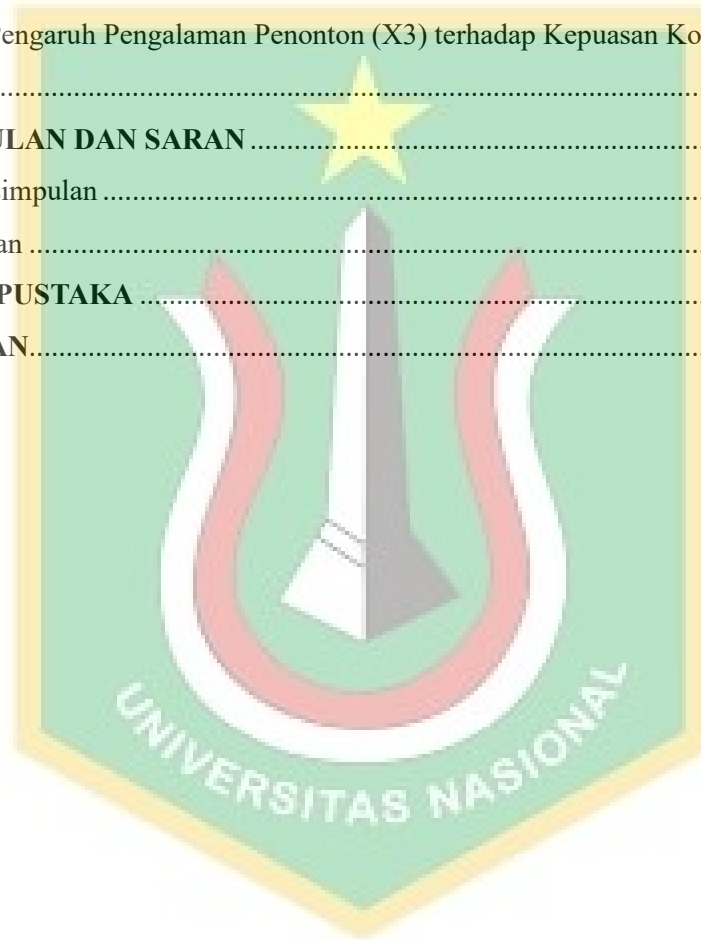 Pengaruh Pengalaman Penonton (X3) terhadap Kepuasan Ko
..........................................................................................
ULAN DAN SARAN..........................................................
impulan..............................................................................
an........................................................................................
PUSTAKA........................................................................
AN.......................................................................................
UNIVERSITAS NASIONAL